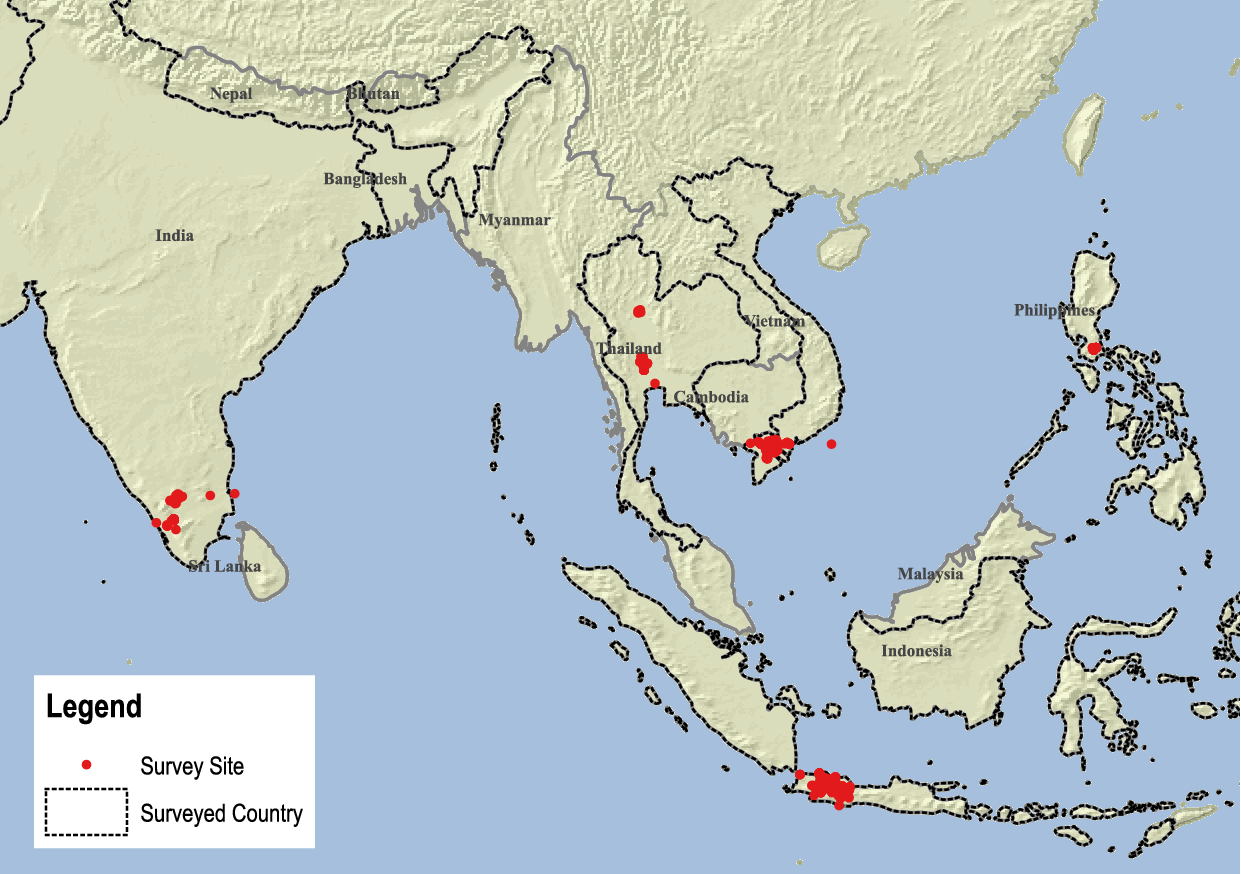 Nepal
Bhutan
Bangladesh
India
Myanmar
Philippines
Vietnam
Thailand
Cambodia
Sri Lanka
Malaysia
Indonesia
Legend
Survey Site
Surveyed Country